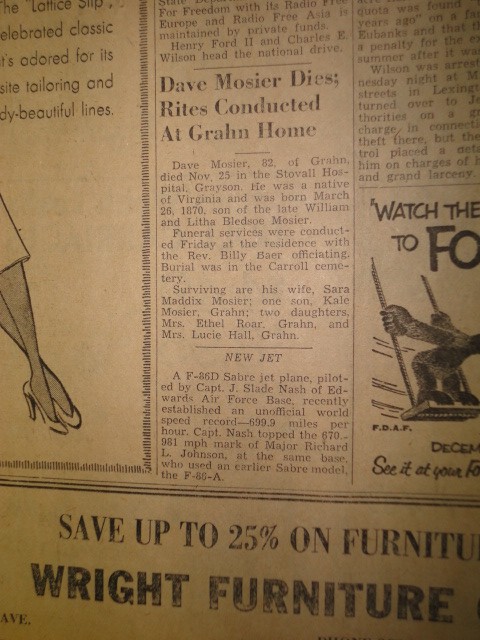 The "Lattice Slip",
celebrated classic
t's adored for its
site tailoring and
dy-beautiful lines.
For Freedom with its Radio Free
Europe and Radio Free Asia is
maintained by private funds.
Henry Ford II and Charles E.
Wilson head the national drive.
Dave Mosier Dies;
Rites Conducted
At Grahn Home
Dave Mosier, 82, of Grahn,
died Nov. 25 in the Stovall Hos-
pital, Grayson. He was a native
of Virginia and was born March
26, 1870, son of the late William
and Litha Bledsoe Mosier.
Funeral services were conduct-
ed Friday at the residence with
the Rev. Billy Baer officiating.
Burial was in the Carroll ceme-
tery.
Surviving are his wife, Sara
Maddix Mosier; one son, Kale
Mosier, Grahn; two daughters,
Mrs. Ethel Roar, Grahn, and
Mrs. Lucie Hall, Grahn.
NEW JET
A F-86D Sabre jet plane, pilot-
ed by Capt. J. Slade Nash of Ed-
wards Air Force Base, recently
established an unofficial world
speed record—699.9 miles per
hour. Capt. Nash topped the 670.-
981 mph mark of Major Richard
L. Johnson, at the same base,
who used an earlier Sabre model,
the F-86-A.
quota was found
years ago" on a fa
Eubanks and that t
a penalty for the e
summer after it wa
Wilson was arres
nesday night at M
streets in Lexingt
turned over to Je
thorities on a g
charge in connecti
theft there, but the
trol placed a deta
him on charges of h
and grand larceny.
"WATCH THE
TO FO
F.D.A.F.
DECEM
See it at your Fo
SAVE UP TO 25% ON FURNITU
WRIGHT FURNITURE
AVE.